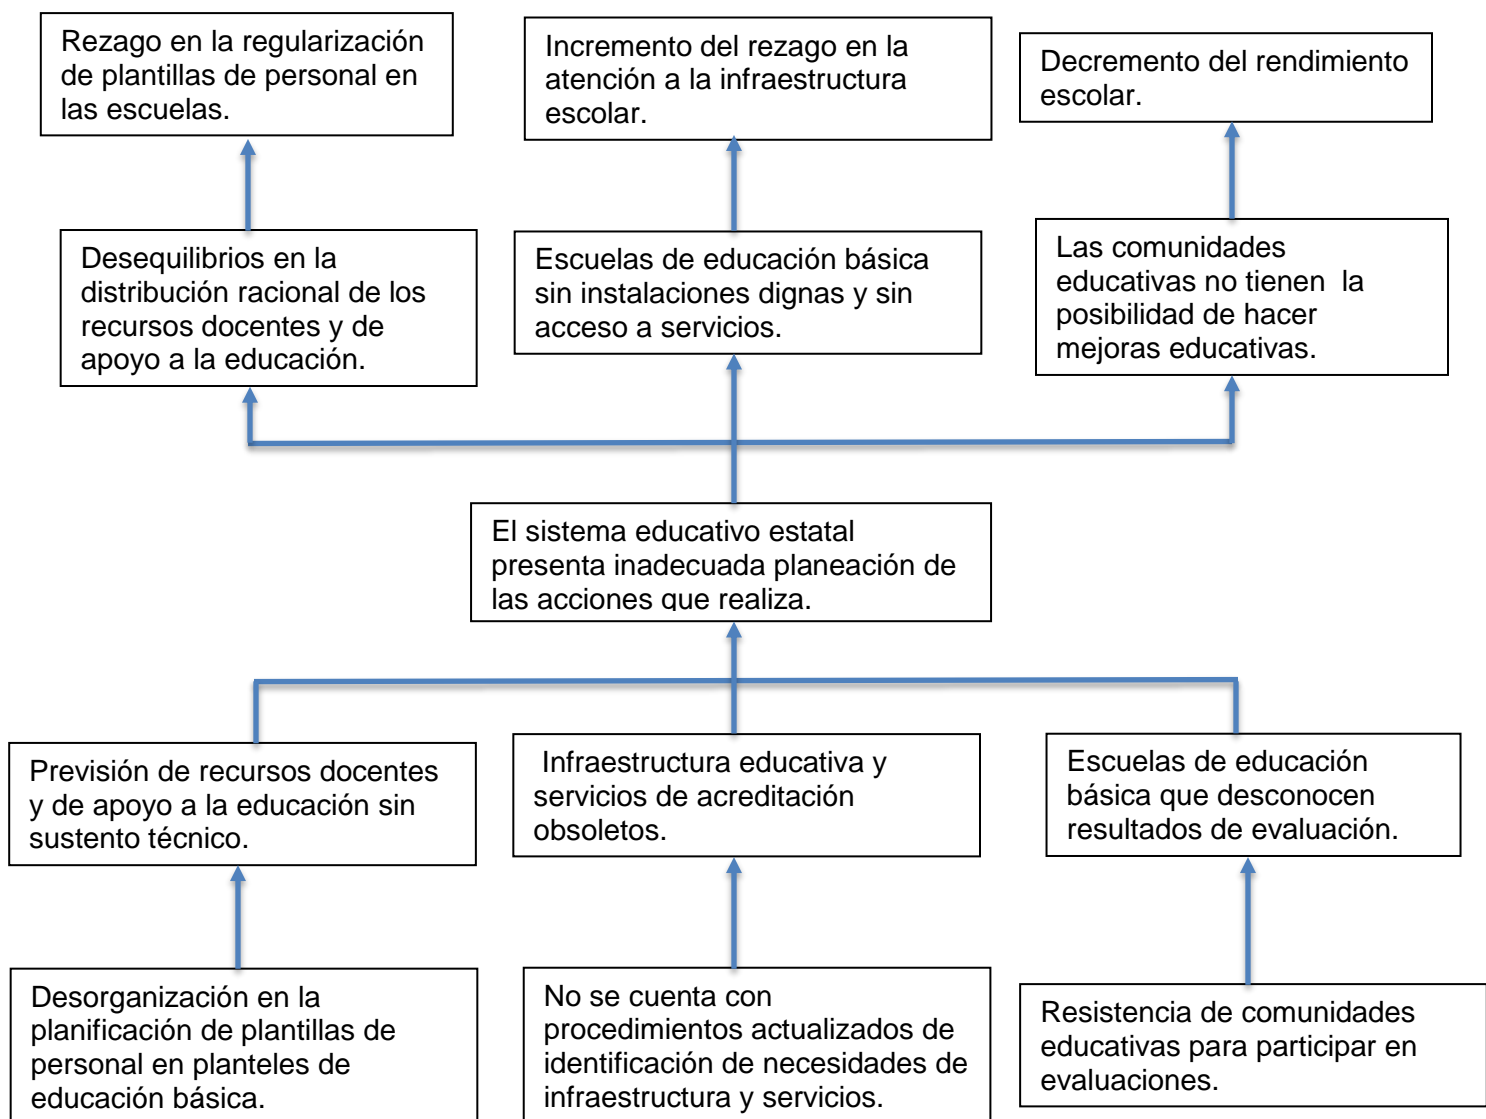 Rezago en la regularización
de plantillas de personal en
las escuelas.
Incremento del rezago en la
atención a la infraestructura
escolar.
Decremento del rendimiento
escolar.
Desequilibrios en la
distribución racional de los
recursos docentes y de
apoyo a la educación.
Escuelas de educación básica
sin instalaciones dignas y sin
acceso a servicios.
Las comunidades
educativas no tienen la
posibilidad de hacer
mejoras educativas.
El sistema educativo estatal
presenta inadecuada planeación de
las acciones que realiza.
Previsión de recursos docentes
y de apoyo a la educación sin
sustento técnico.
Infraestructura educativa y
servicios de acreditación
obsoletos.
Escuelas de educación
básica que desconocen
resultados de evaluación.
Desorganización en la
planificación de plantillas de
personal en planteles de
educación básica.
No se cuenta con
procedimientos actualizados de
identificación de necesidades de
infraestructura y servicios.
Resistencia de comunidades
educativas para participar en
evaluaciones.